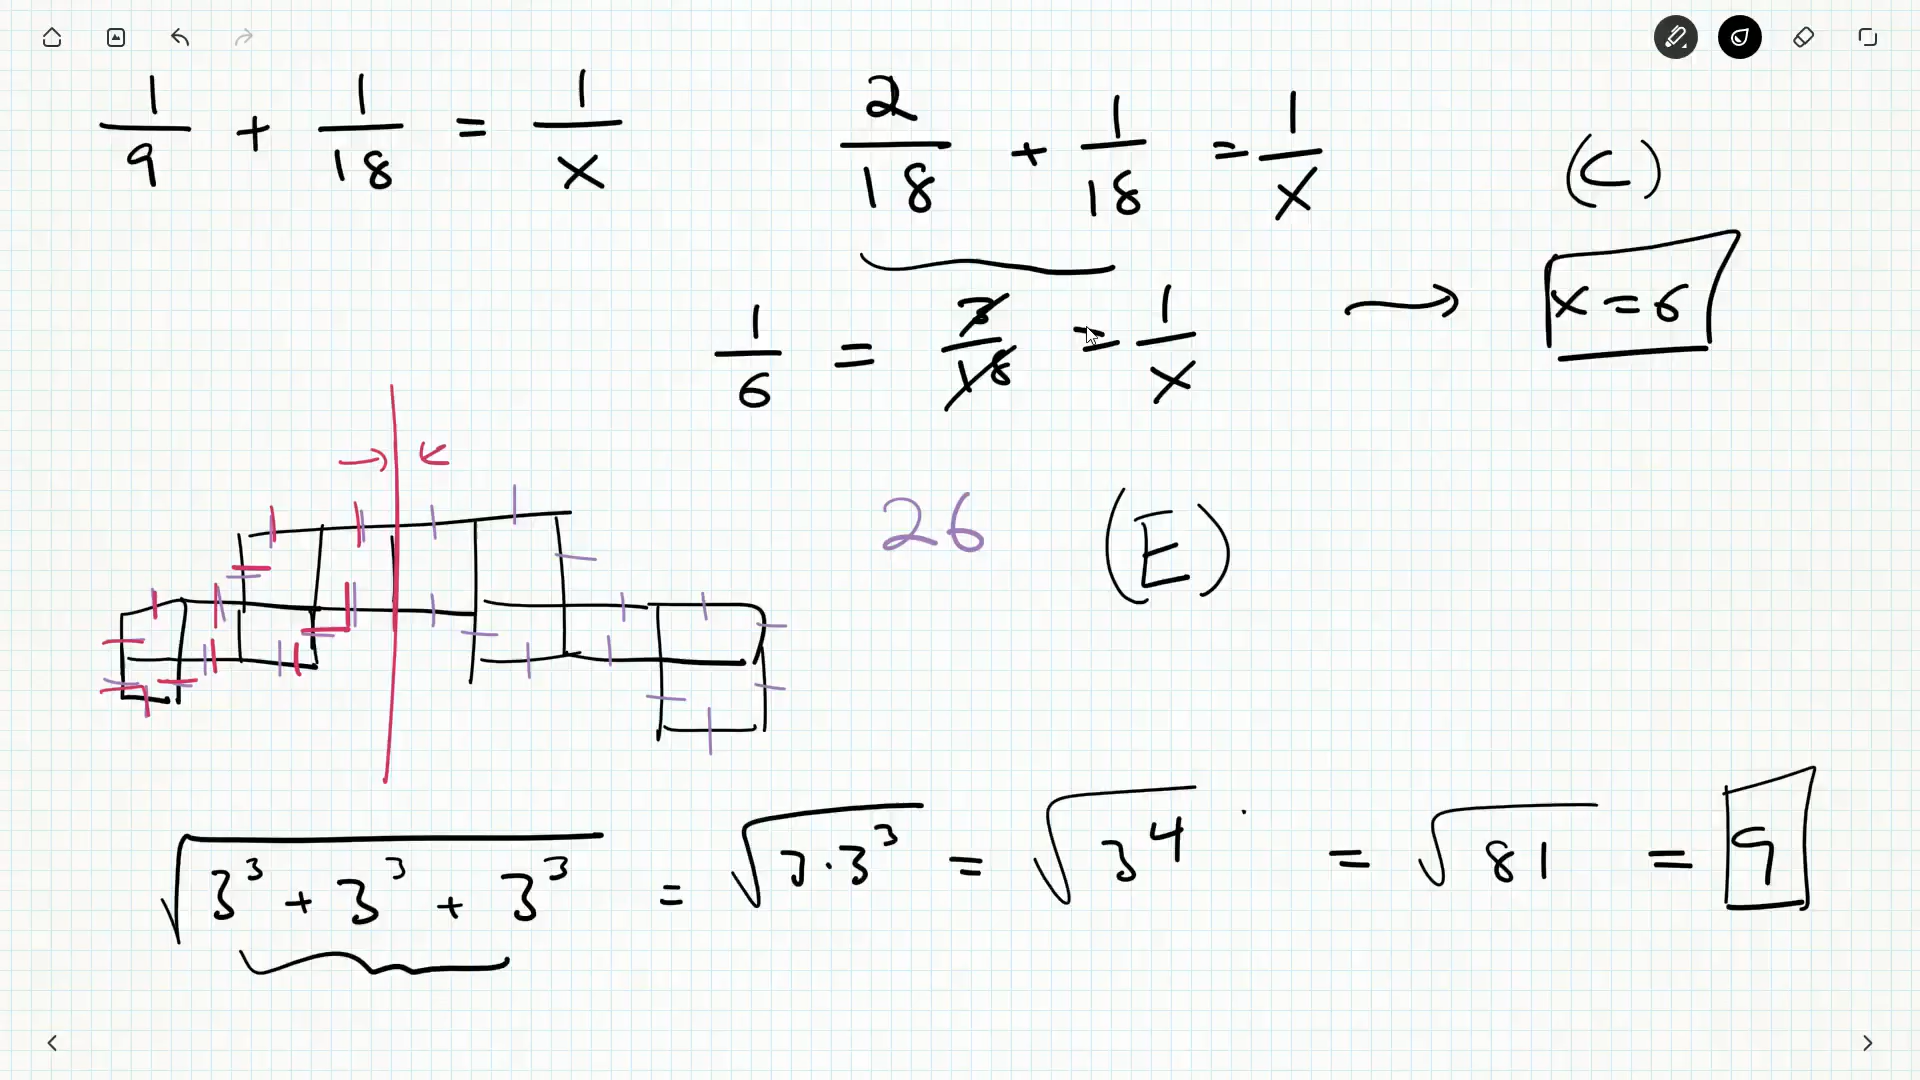 1/9 + 1/18 = 1/x
2/18 + 1/18 = 1/x
(C)
1/6 = 3/18 = 1/x → x = 6
26 (E)
√(3³ + 3³ + 3³) = √(3·3³) = √(3⁴) = √81 = 9